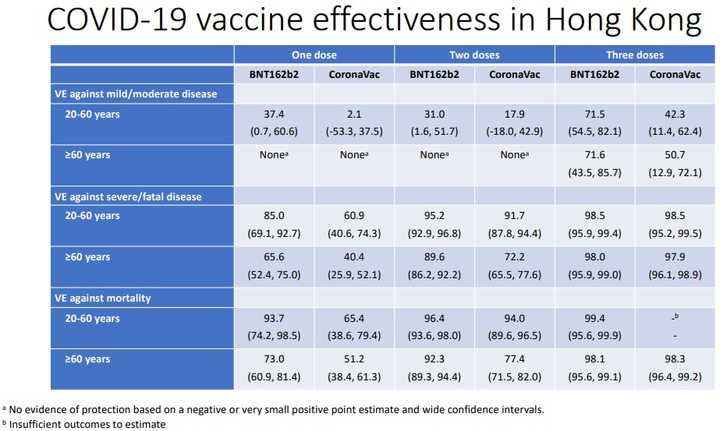 COVID-19 vaccine effectiveness in Hong Kong
One dose Two doses Three doses
BNT162b2 CoronaVac BNT162b2 CoronaVac BNT162b2 CoronaVac
VE against mild/moderate disease
20-60 years 37.4 2.1 31.0 17.9 71.5 42.3
(0.7, 60.6) (-53.3, 37.5) (1.6, 51.7) (-18.0, 42.9) (54.5, 82.1) (11.4, 62.4)
≥60 years Noneᵃ Noneᵃ Noneᵃ Noneᵃ 71.6 50.7
(43.5, 85.7) (12.9, 72.1)
VE against severe/fatal disease
20-60 years 85.0 60.9 95.2 91.7 98.5 98.5
(69.1, 92.7) (40.6, 74.3) (92.9, 96.8) (87.8, 94.4) (95.9, 99.4) (95.2, 99.5)
≥60 years 65.6 40.4 89.6 72.2 98.0 97.9
(52.4, 75.0) (25.9, 52.1) (86.2, 92.2) (65.5, 77.6) (95.9, 99.0) (96.1, 98.9)
VE against mortality
20-60 years 93.7 65.4 96.4 94.0 99.4 -ᵇ
(74.2, 98.5) (38.6, 79.4) (93.6, 98.0) (89.6, 96.5) (95.6, 99.9) -
≥60 years 73.0 51.2 92.3 77.4 98.1 98.3
(60.9, 81.4) (38.4, 61.3) (89.3, 94.4) (71.5, 82.0) (95.6, 99.1) (96.4, 99.2)
ᵃ No evidence of protection based on a negative or very small positive point estimate and wide confidence intervals.
ᵇ Insufficient outcomes to estimate